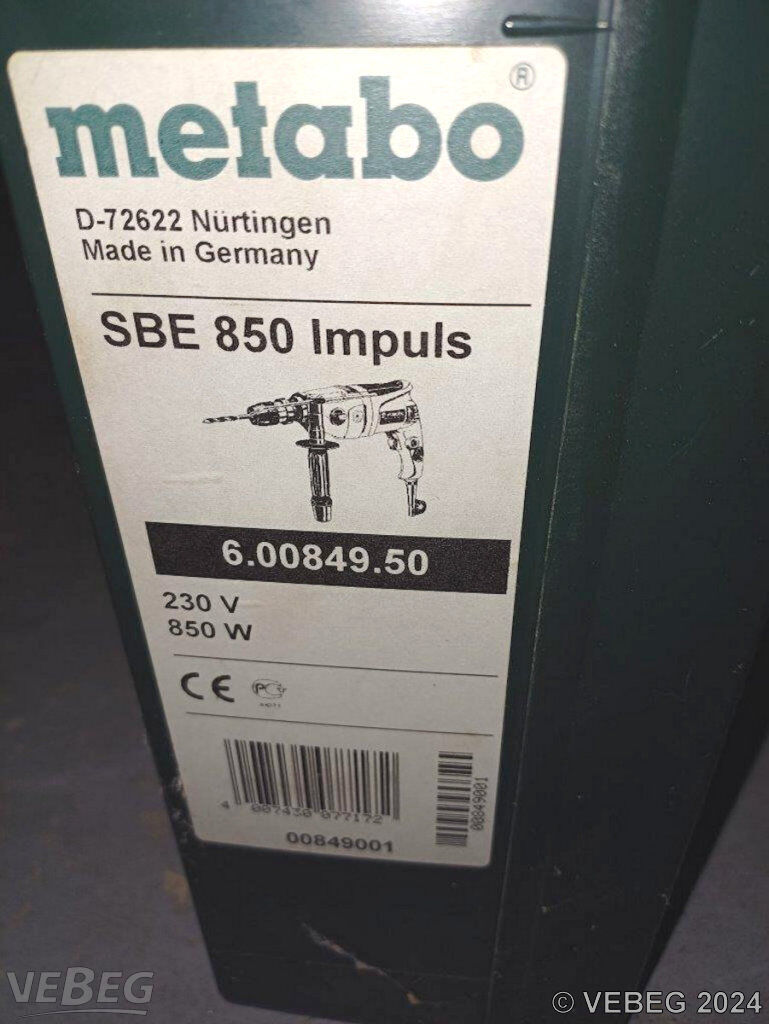 metabo®
D-72622 Nürtingen
Made in Germany
SBE 850 Impuls
6.00849.50
230 V
850 W
CE
4 007430 077172
00849001
00849001
VEBEG
© VEBEG 2024